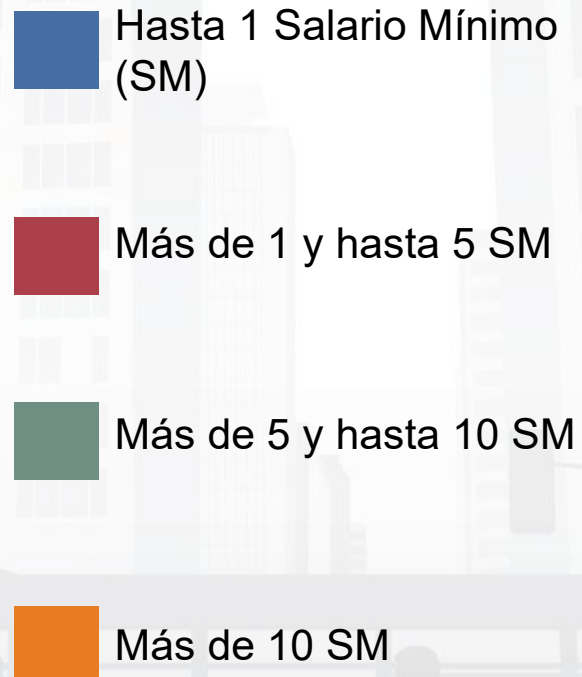 Hasta 1 Salario Mínimo
(SM)
Más de 1 y hasta 5 SM
Más de 5 y hasta 10 SM
Más de 10 SM